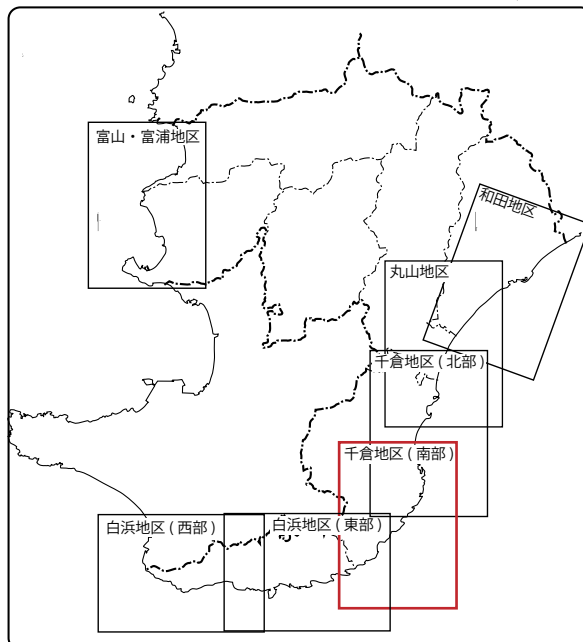 富山・富浦地区
和田地区
丸山地区
千倉地区(北部)
千倉地区(南部)
白浜地区(西部)
白浜地区(東部)